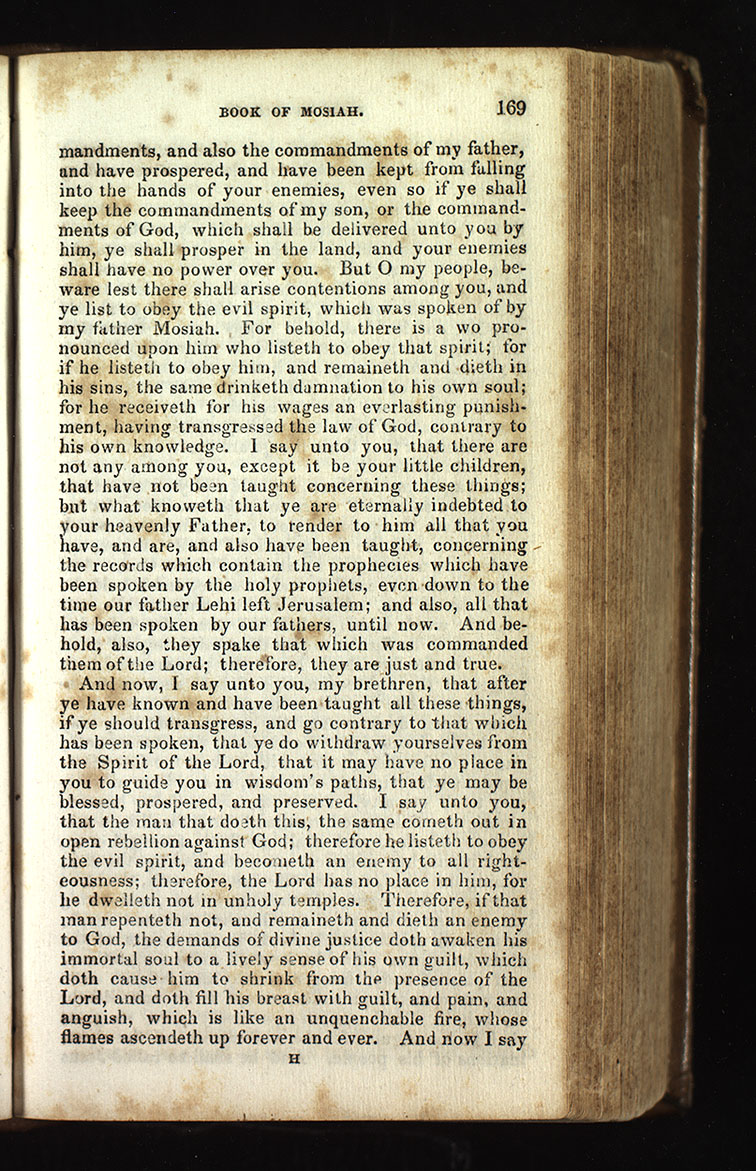 BOOK OF MOSIAH. 169
mandments, and also the commandments of my father,
and have prospered, and have been kept from falling
into the hands of your enemies, even so if ye shall
keep the commandments of my son, or the command-
ments of God, which shall be delivered unto you by
him, ye shall prosper in the land, and your enemies
shall have no power over you. But O my people, be-
ware lest there shall arise contentions among you, and
ye list to obey the evil spirit, which was spoken of by
my father Mosiah. For behold, there is a wo pro-
nounced upon him who listeth to obey that spirit; for
if he listeth to obey him, and remaineth and dieth in
his sins, the same drinketh damnation to his own soul;
for he receiveth for his wages an everlasting punish-
ment, having transgressed the law of God, contrary to
his own knowledge. I say unto you, that there are
not any among you, except it be your little children,
that have not been taught concerning these things;
but what knoweth that ye are eternally indebted to
your heavenly Father, to render to him all that you
have, and are, and also have been taught, concerning
the records which contain the prophecies which have
been spoken by the holy prophets, even down to the
time our father Lehi left Jerusalem; and also, all that
has been spoken by our fathers, until now. And be-
hold, also, they spake that which was commanded
them of the Lord; therefore, they are just and true.
And now, I say unto you, my brethren, that after
ye have known and have been taught all these things,
if ye should transgress, and go contrary to that which
has been spoken, that ye do withdraw yourselves from
the Spirit of the Lord, that it may have no place in
you to guide you in wisdom's paths, that ye may be
blessed, prospered, and preserved. I say unto you,
that the man that doeth this, the same cometh out in
open rebellion against God; therefore he listeth to obey
the evil spirit, and becometh an enemy to all right-
eousness; therefore, the Lord has no place in him, for
he dwelleth not in unholy temples. Therefore, if that
man repenteth not, and remaineth and dieth an enemy
to God, the demands of divine justice doth awaken his
immortal soul to a lively sense of his own guilt, which
doth cause him to shrink from the presence of the
Lord, and doth fill his breast with guilt, and pain, and
anguish, which is like an unquenchable fire, whose
flames ascendeth up forever and ever. And now I say
H